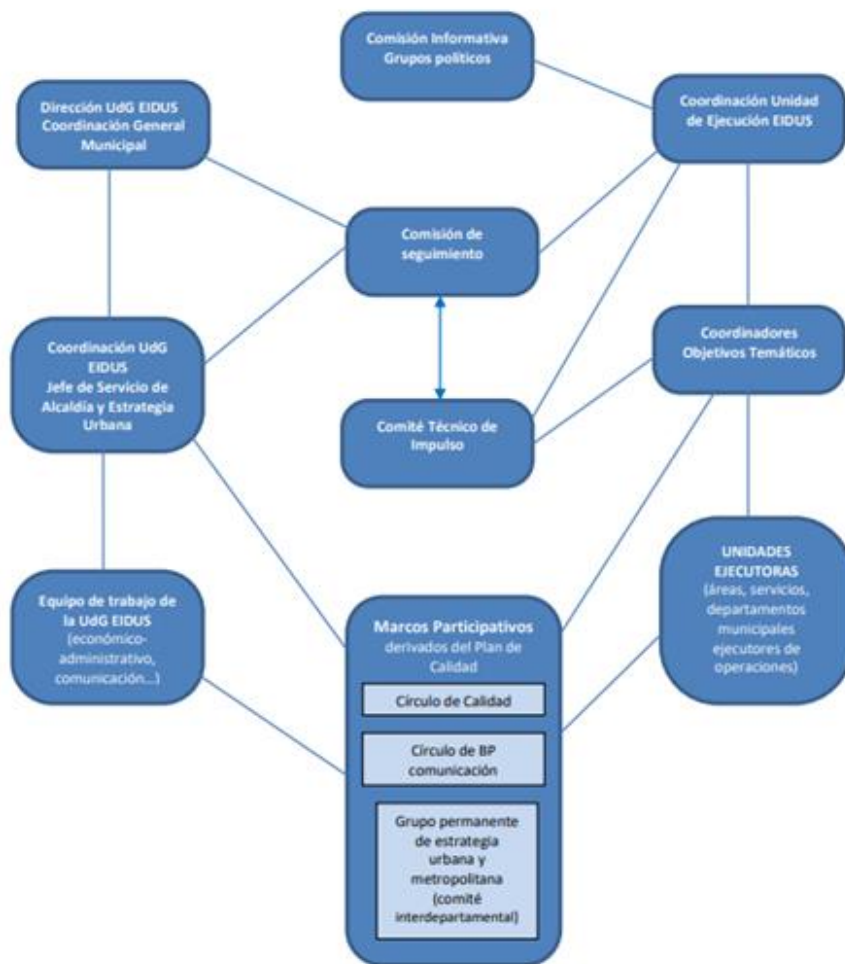 Comisión Informativa
Grupos políticos
Dirección UdG EIDUS
Coordinación General
Municipal
Coordinación Unidad
de Ejecución EIDUS
Comisión de
seguimiento
Coordinación UdG
EIDUS
Jefe de Servicio de
Alcaldía y Estrategia
Urbana
Coordinadores
Objetivos Temáticos
Comité Técnico de
Impulso
Equipo de trabajo de
la UdG EIDUS
(económico-
administrativo,
comunicación...)
UNIDADES
EJECUTORAS
(áreas, servicios,
departamentos
municipales
ejecutores de
operaciones)
Marcos Participativos
derivados del Plan de
Calidad
Círculo de Calidad
Círculo de BP
comunicación
Grupo permanente
de estrategia
urbana y
metropolitana
(comité
interdepartamental)